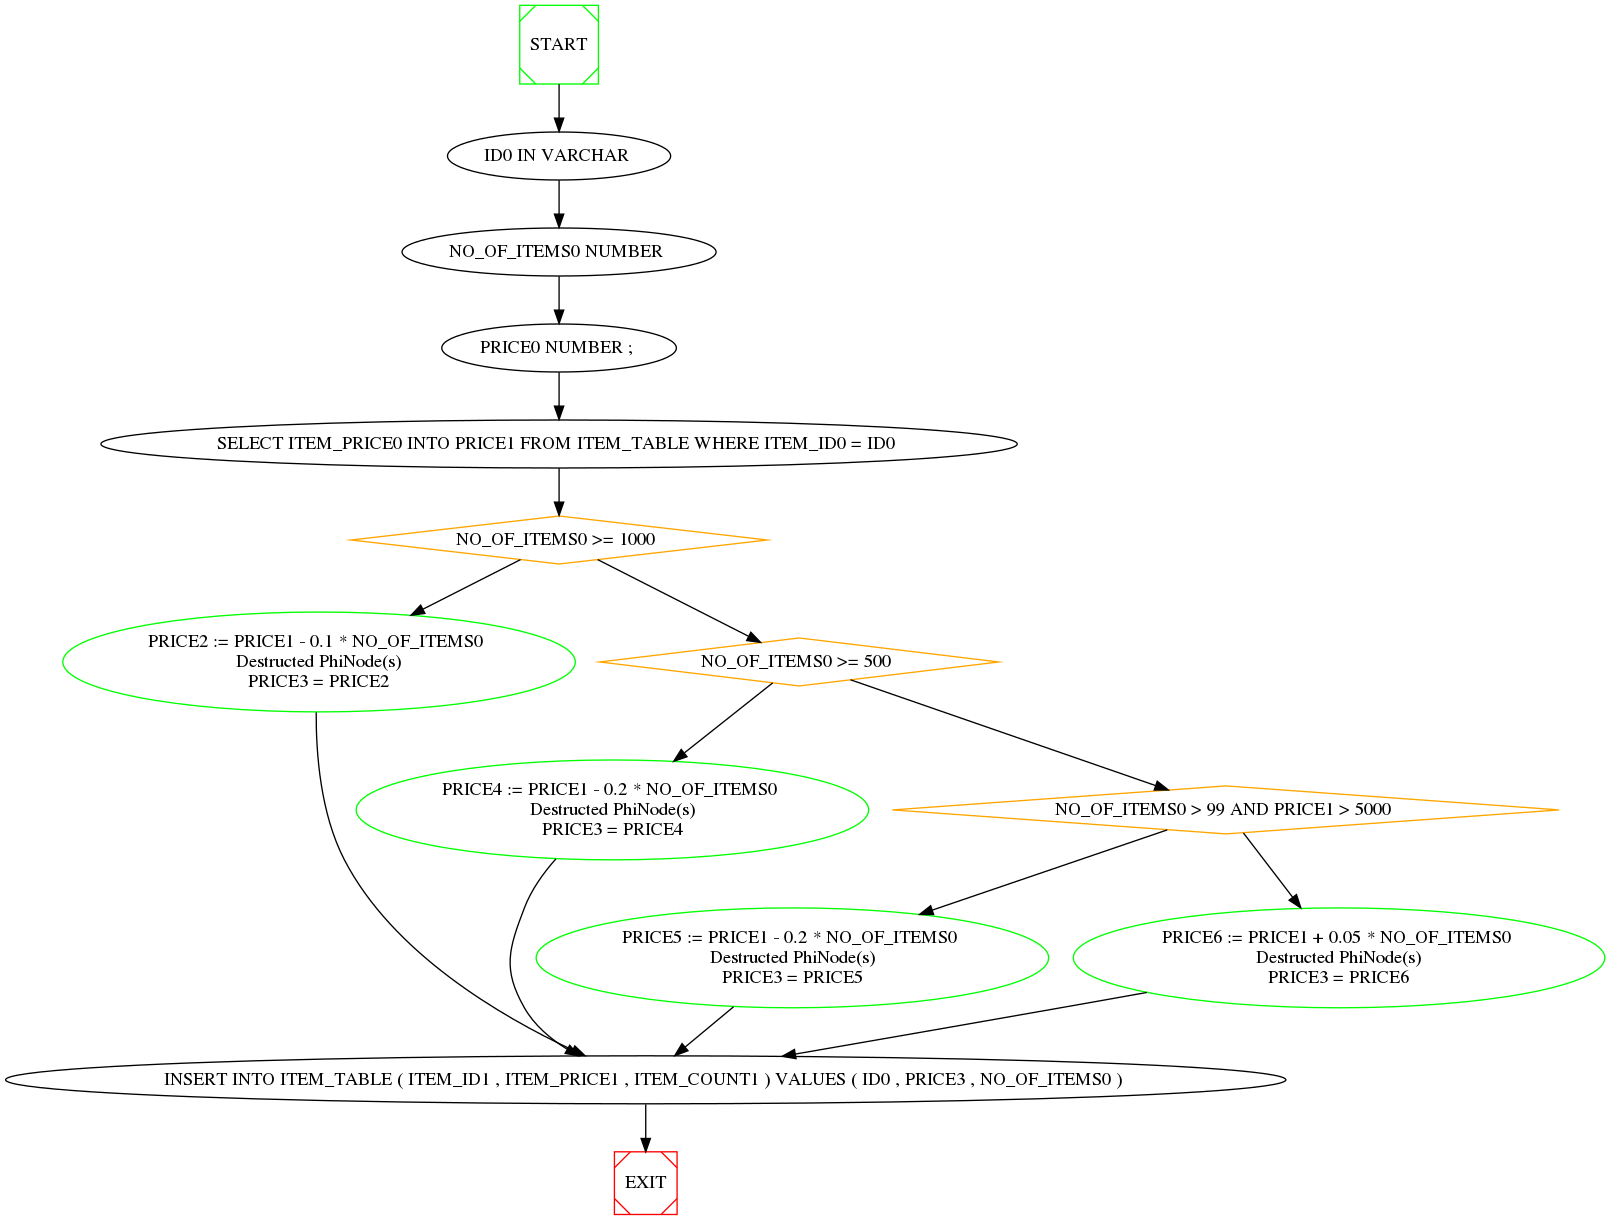 START
ID0 IN VARCHAR
NO_OF_ITEMS0 NUMBER
PRICE0 NUMBER ;
SELECT ITEM_PRICE0 INTO PRICE1 FROM ITEM_TABLE WHERE ITEM_ID0 = ID0
NO_OF_ITEMS0 >= 1000
PRICE2 := PRICE1 - 0.1 * NO_OF_ITEMS0
Destructed PhiNode(s)
PRICE3 = PRICE2
NO_OF_ITEMS0 >= 500
PRICE4 := PRICE1 - 0.2 * NO_OF_ITEMS0
Destructed PhiNode(s)
PRICE3 = PRICE4
NO_OF_ITEMS0 > 99 AND PRICE1 > 5000
PRICE5 := PRICE1 - 0.2 * NO_OF_ITEMS0
Destructed PhiNode(s)
PRICE3 = PRICE5
PRICE6 := PRICE1 + 0.05 * NO_OF_ITEMS0
Destructed PhiNode(s)
PRICE3 = PRICE6
INSERT INTO ITEM_TABLE ( ITEM_ID1 , ITEM_PRICE1 , ITEM_COUNT1 ) VALUES ( ID0 , PRICE3 , NO_OF_ITEMS0 )
EXIT